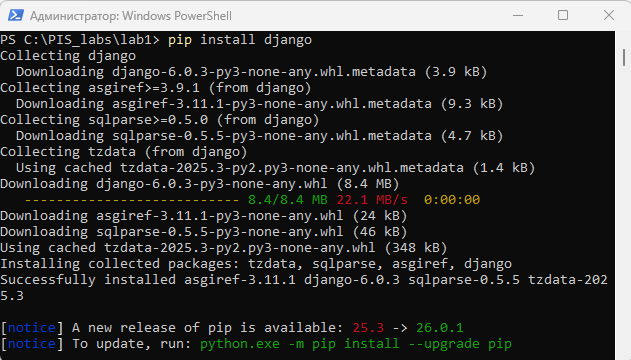 Администратор: Windows PowerShell
PS C:\PIS_labs\lab1> pip install django
Collecting django
  Downloading django-6.0.3-py3-none-any.whl.metadata (3.9 kB)
Collecting asgiref>=3.9.1 (from django)
  Downloading asgiref-3.11.1-py3-none-any.whl.metadata (9.3 kB)
Collecting sqlparse>=0.5.0 (from django)
  Downloading sqlparse-0.5.5-py3-none-any.whl.metadata (4.7 kB)
Collecting tzdata (from django)
  Using cached tzdata-2025.3-py2.py3-none-any.whl.metadata (1.4 kB)
Downloading django-6.0.3-py3-none-any.whl (8.4 MB)
   --------------------------- 8.4/8.4 MB 22.1 MB/s  0:00:00
Downloading asgiref-3.11.1-py3-none-any.whl (24 kB)
Downloading sqlparse-0.5.5-py3-none-any.whl (46 kB)
Using cached tzdata-2025.3-py2.py3-none-any.whl (348 kB)
Installing collected packages: tzdata, sqlparse, asgiref, django
Successfully installed asgiref-3.11.1 django-6.0.3 sqlparse-0.5.5 tzdata-202
5.3
[notice] A new release of pip is available: 25.3 -> 26.0.1
[notice] To update, run: python.exe -m pip install --upgrade pip